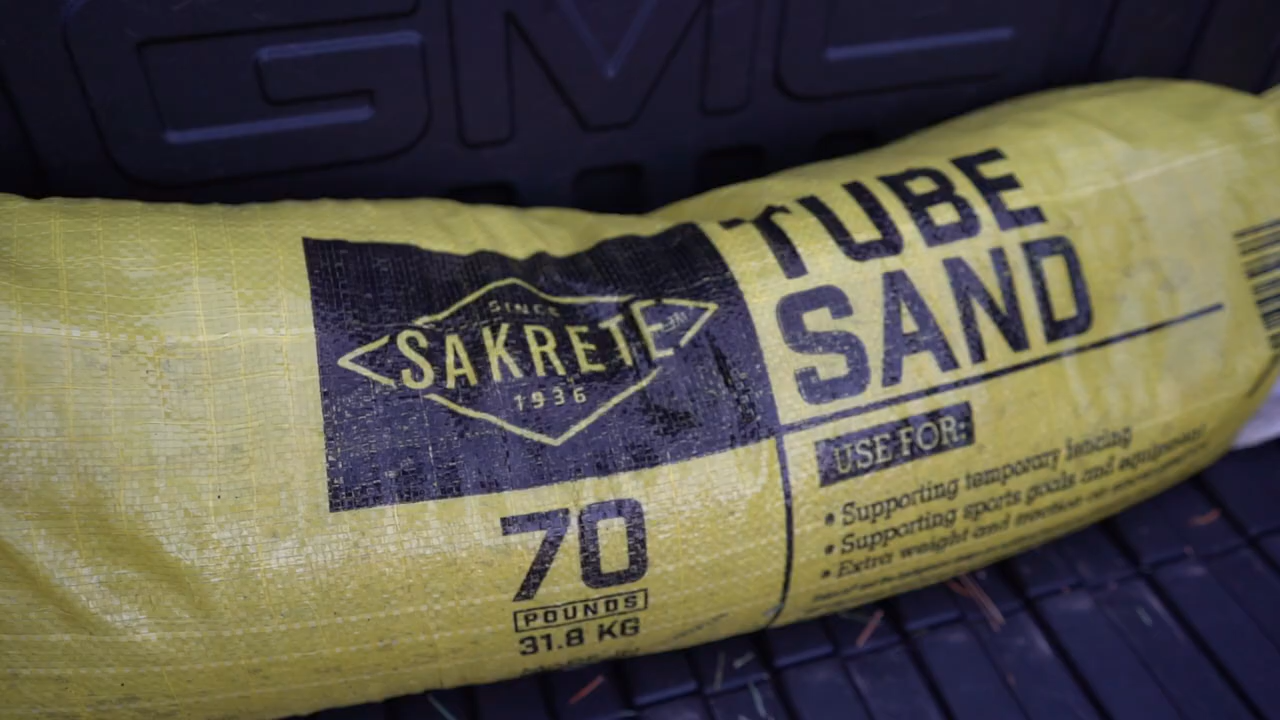 GMC
SINCE
SAKRETE
1936
TUBE
SAND
70
POUNDS
31.8 KG
USE FOR:
• Supporting temporary fencing
• Supporting sports goals and equipment
• Extra weight and traction on